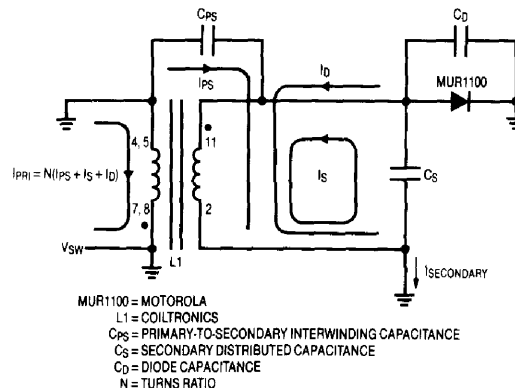 CPS
CD
IPS
ID
MUR1100
4, 5
11
IPRI = N(IPS + IS + ID)
IS
CS
7, 8
2
VSW
L1
ISECONDARY
MUR1100 = MOTOROLA
L1 = COILTRONICS
CPS = PRIMARY-TO-SECONDARY INTERWINDING CAPACITANCE
CS = SECONDARY DISTRIBUTED CAPACITANCE
CD = DIODE CAPACITANCE
N = TURNS RATIO